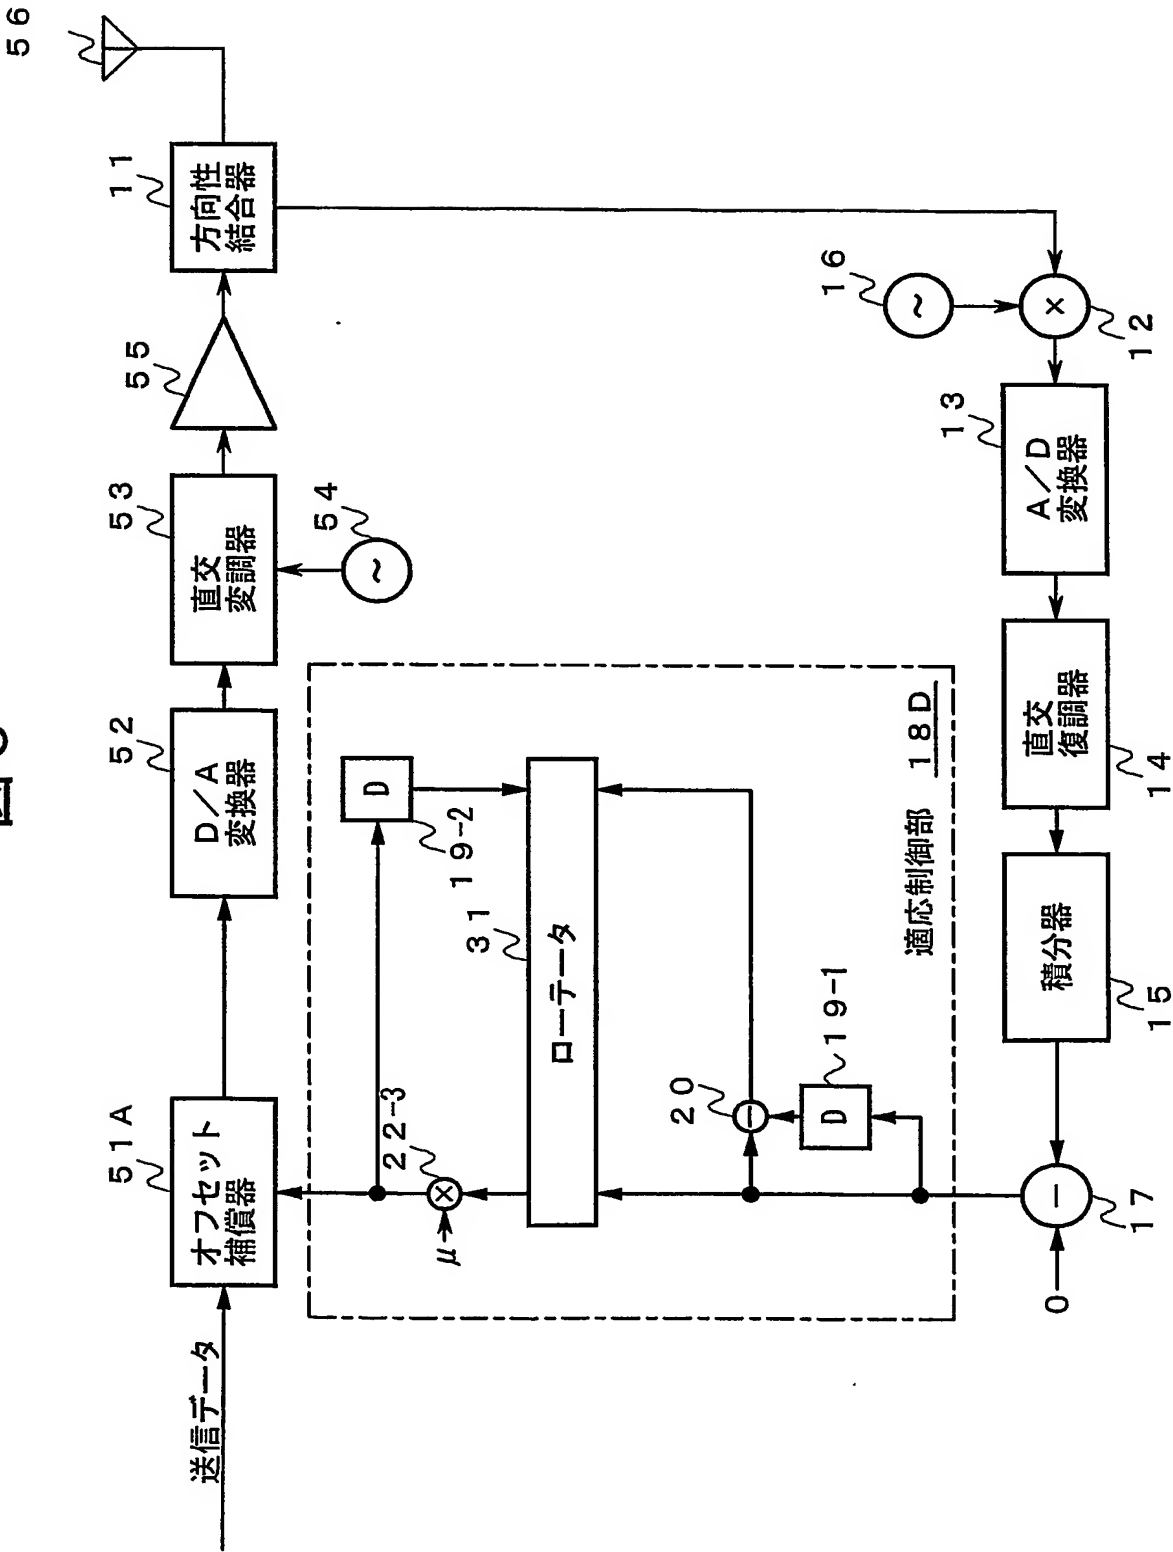 図
56
送信データ
51A
オフセット
補償器
52
D/A
変換器
53
直交
変調器
54
55
11
方向性
結合器
μ
22-3
D
19-2
31
ローテータ
20
D
19-1
適応制御部
18D
16
12
13
A/D
変換器
直交
復調器
14
積分器
15
0
−
17